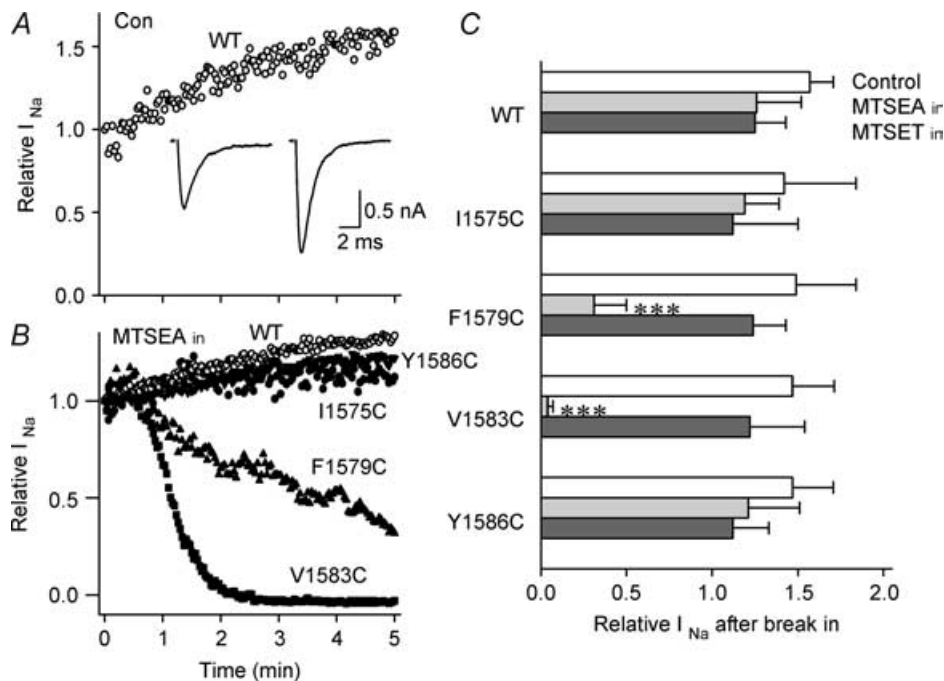 A
Con
WT
1.5
1.0
0.5
0.0
Relative I Na
0.5 nA
2 ms
B
MTSEA in
WT
Y1586C
I1575C
F1579C
V1583C
1.0
0.5
0.0
Relative I Na
0 1 2 3 4 5
Time (min)
C
Control
MTSEA in
MTSET in
WT
I1575C
F1579C
***
V1583C
***
Y1586C
0.0 0.5 1.0 1.5 2.0
Relative I Na after break in